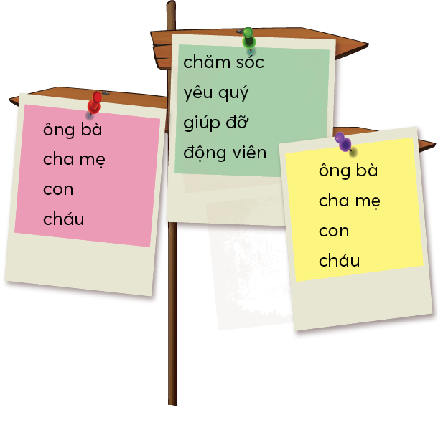 ông bà
cha mẹ
con
cháu
chăm sóc
yêu quý
giúp đỡ
động viên
ông bà
cha mẹ
con
cháu